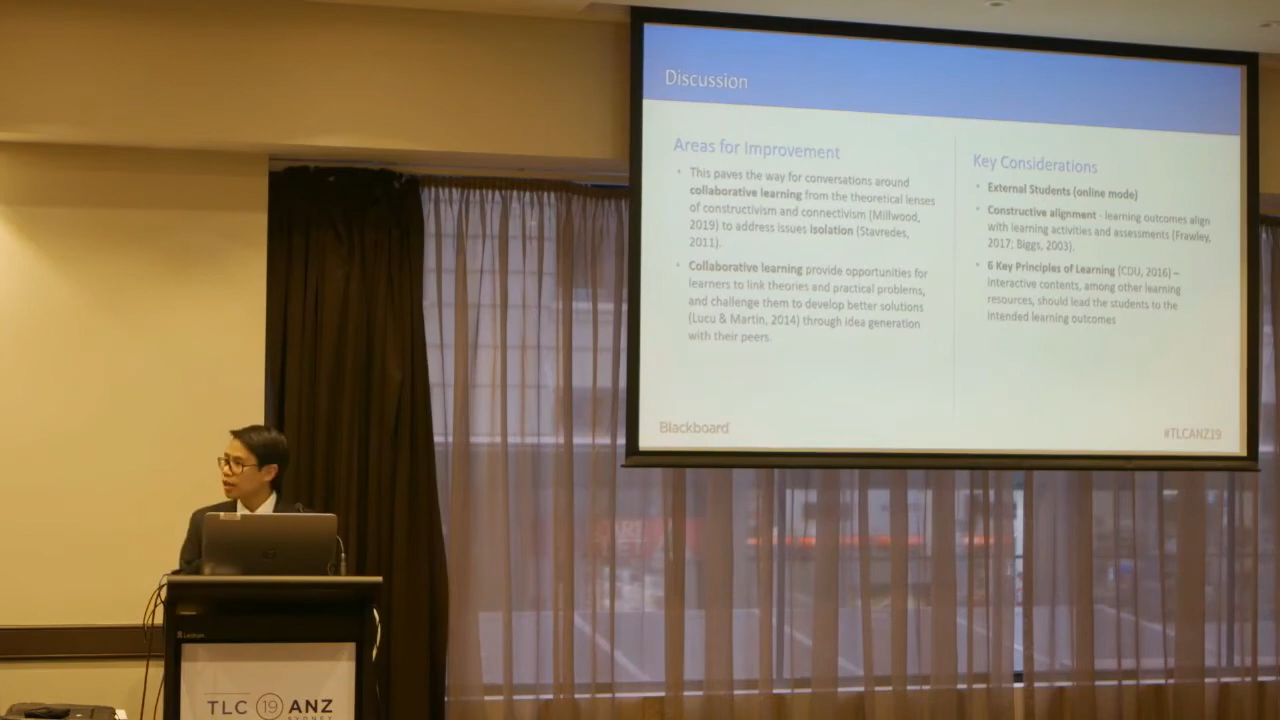 Discussion
Areas for Improvement
• This paves the way for conversations around
collaborative learning from the theoretical lenses
of constructivism and connectivism (Millwood,
2019) to address issues isolation (Stavredes,
2011).
• Collaborative learning provide opportunities for
learners to link theories and practical problems,
and challenge them to develop better solutions
(Lucu & Martin, 2014) through idea generation
with their peers.
Key Considerations
• External Students (online mode)
• Constructive alignment - learning outcomes align
with learning activities and assessments (Frawley,
2017; Biggs, 2003).
• 6 Key Principles of Learning (CDU, 2016) –
interactive contents, among other learning
resources, should lead the students to the
intended learning outcomes
Blackboard
#TLCANZ19
TLC 19 ANZ
SYDNEY